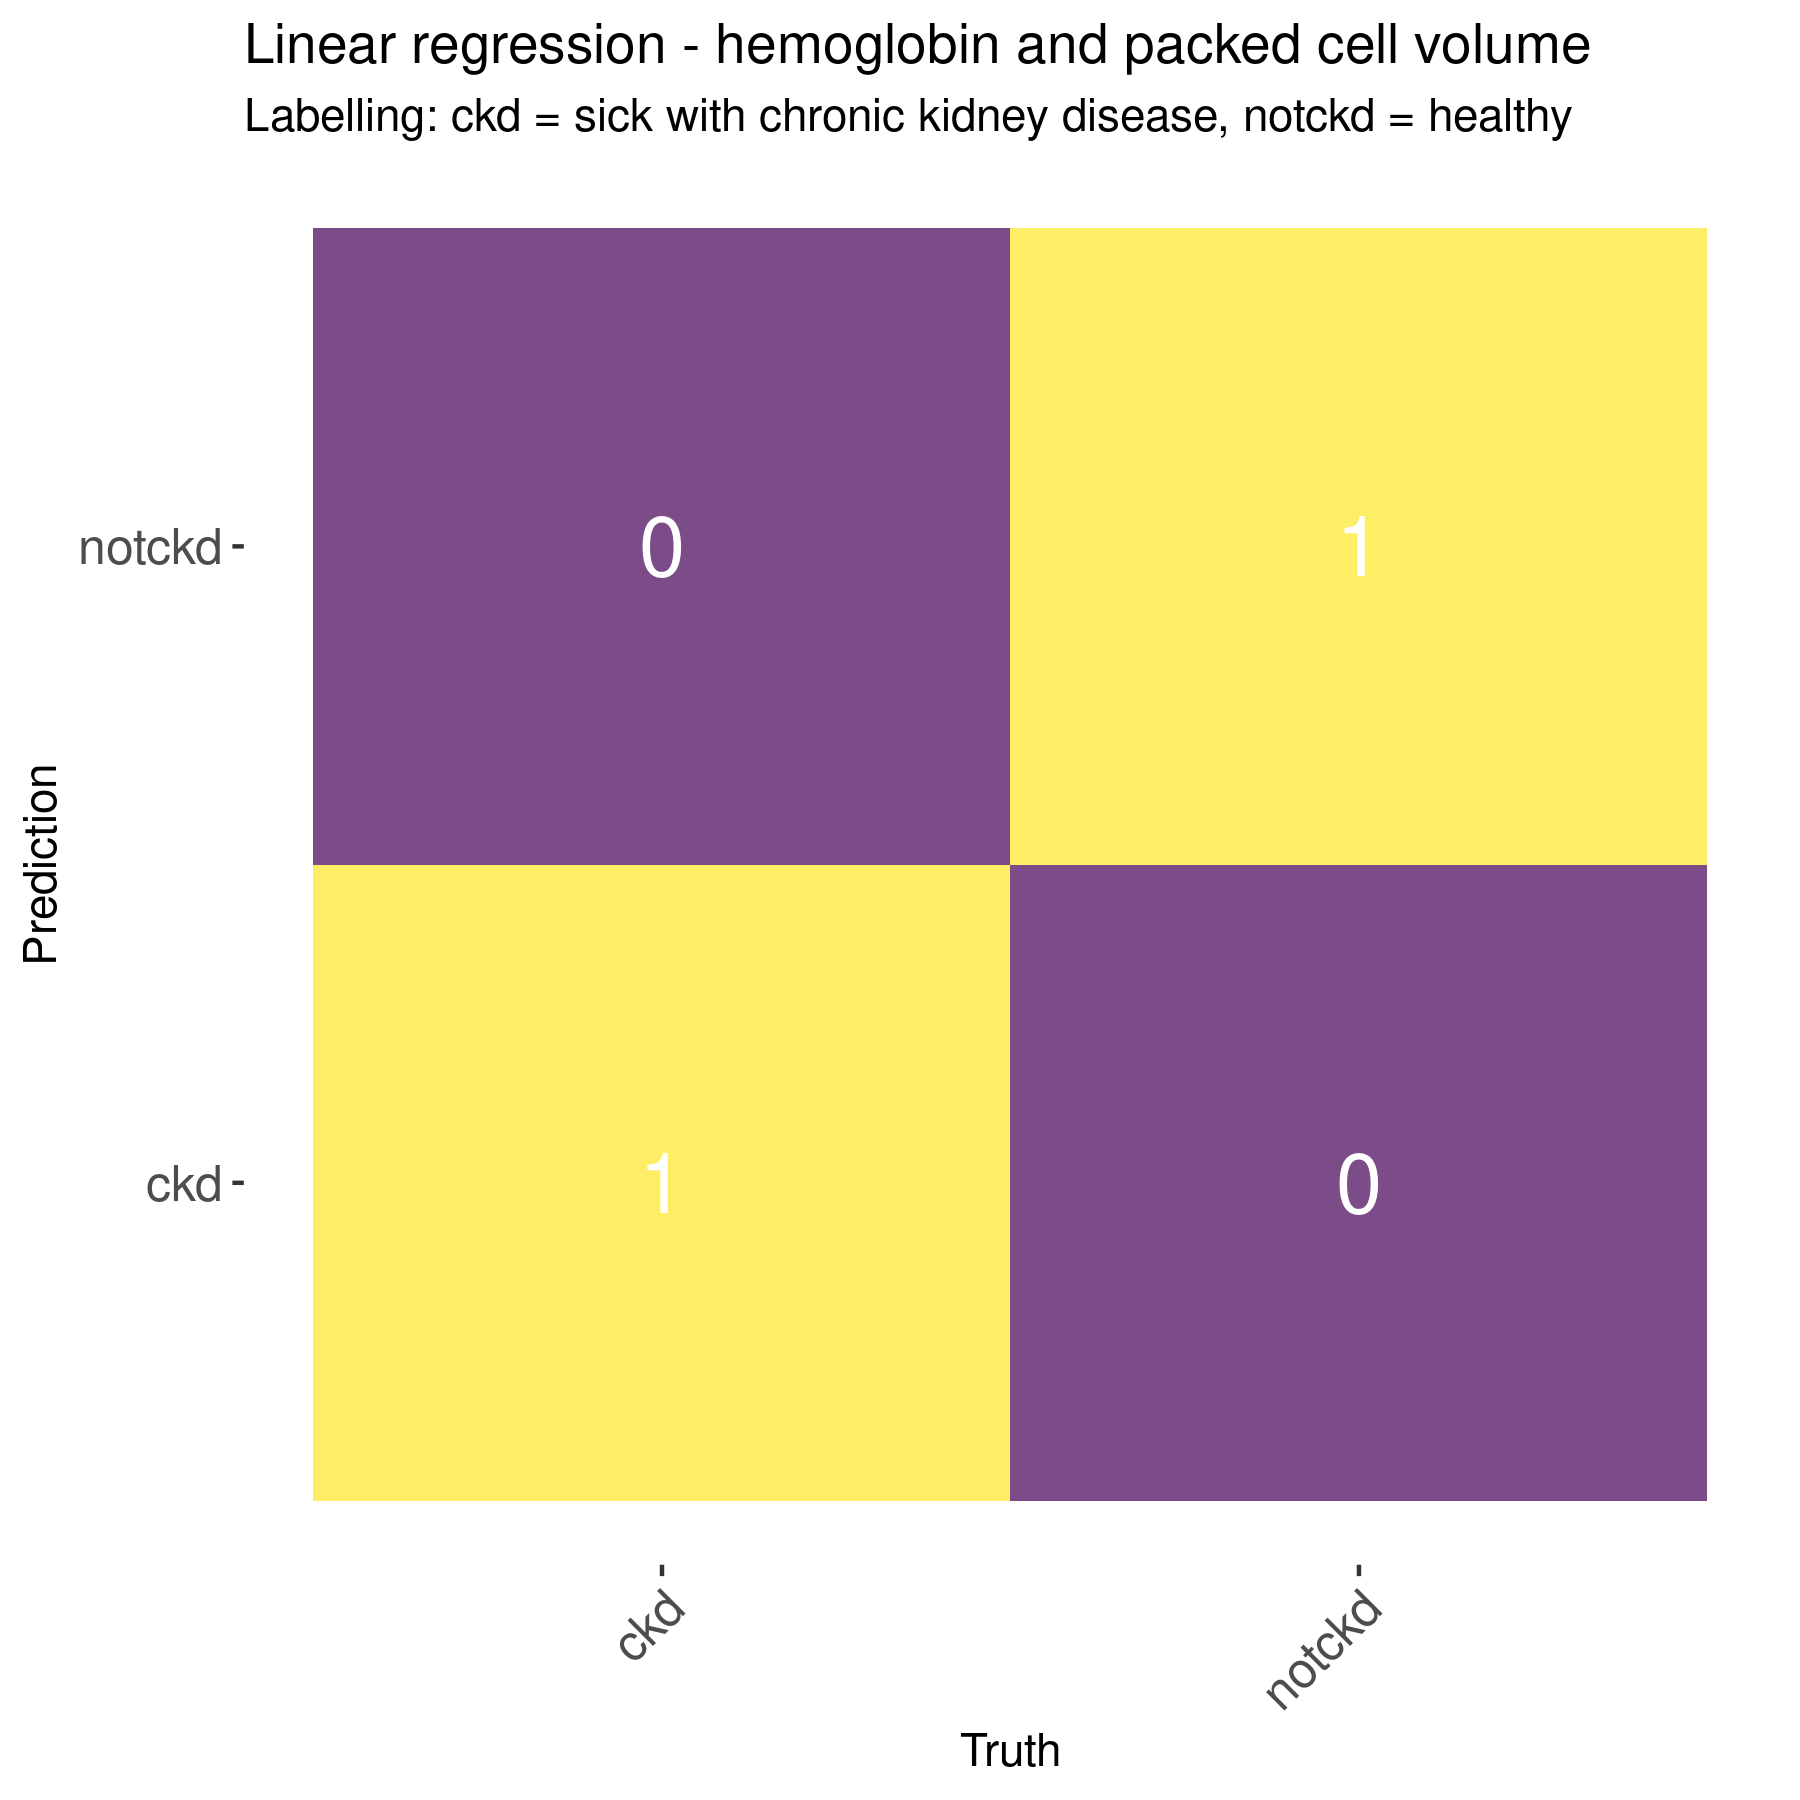 Linear regression - hemoglobin and packed cell volume
Labelling: ckd = sick with chronic kidney disease, notckd = healthy
notckd
0
1
Prediction
ckd
1
0
ckd
notckd
Truth